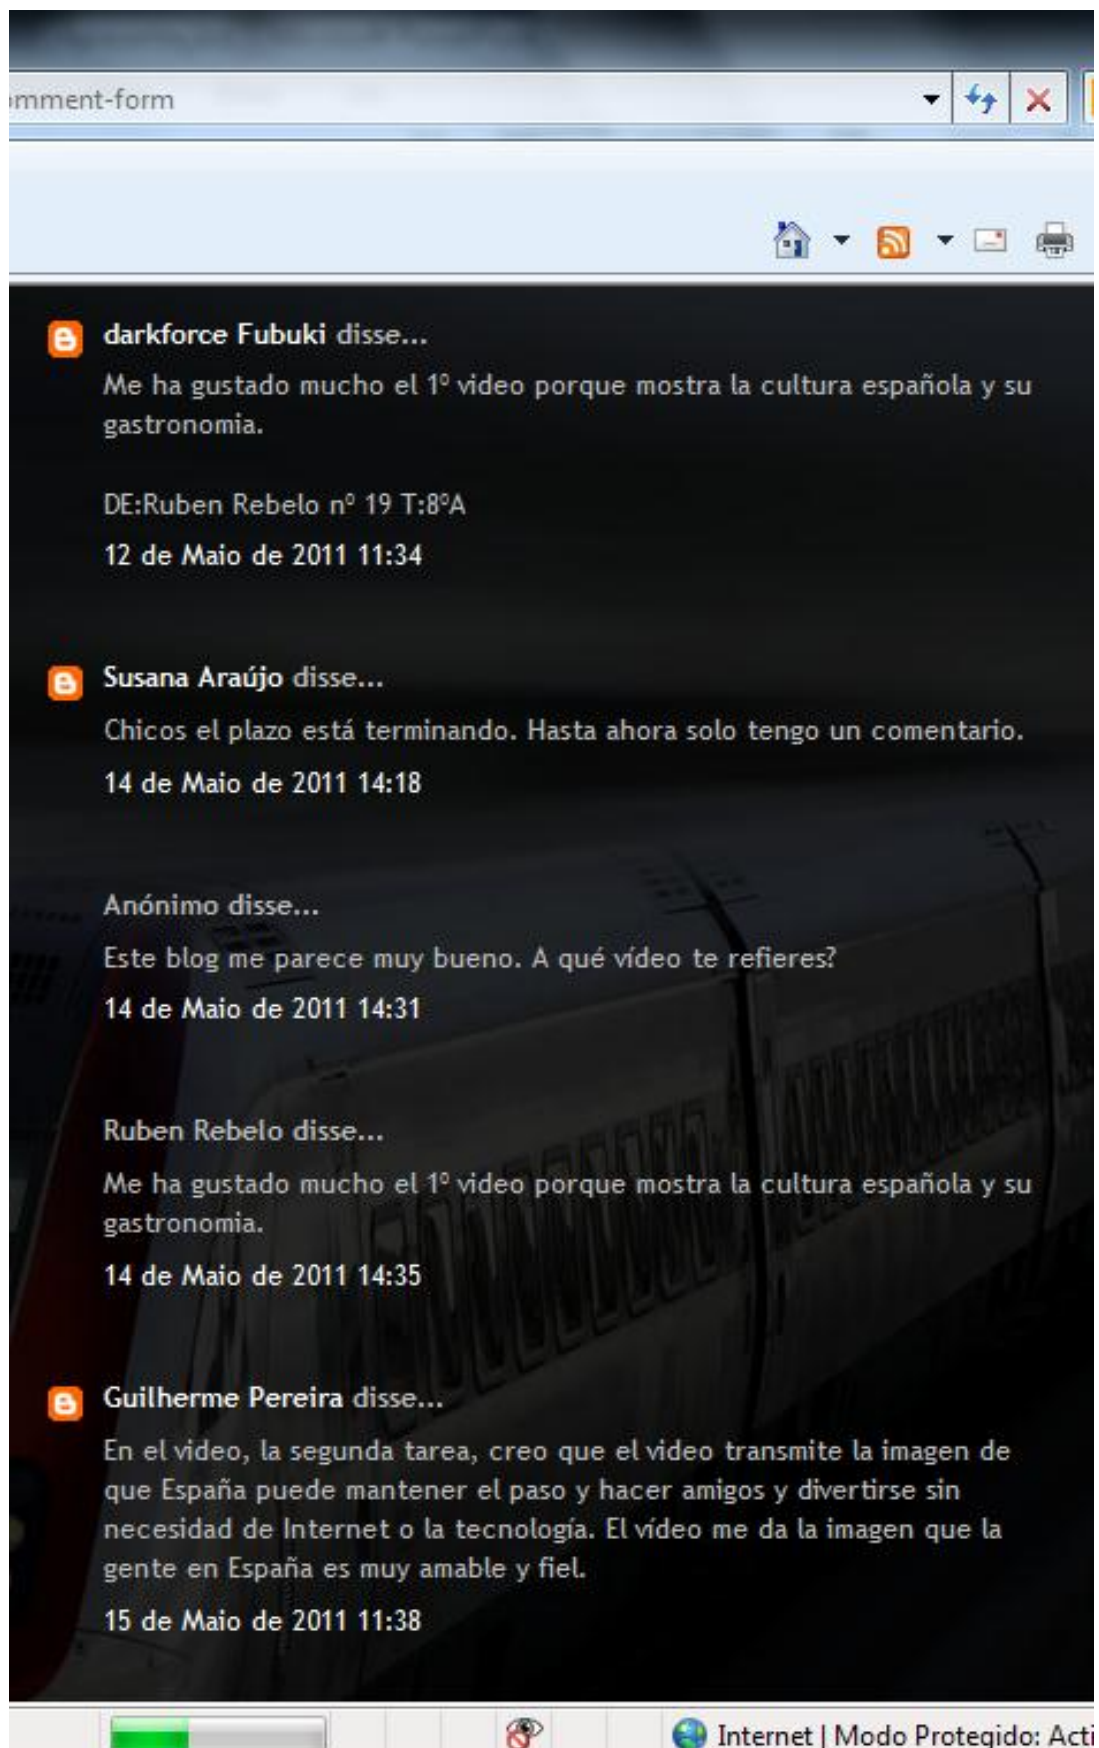 omment-form
darkforce Fubuki disse...
Me ha gustado mucho el 1º video porque mostra la cultura española y su
gastronomia.
DE:Ruben Rebelo nº 19 T:8ºA
12 de Maio de 2011 11:34
Susana Araújo disse...
Chicos el plazo está terminando. Hasta ahora solo tengo un comentario.
14 de Maio de 2011 14:18
Anónimo disse...
Este blog me parece muy bueno. A qué vídeo te refieres?
14 de Maio de 2011 14:31
Ruben Rebelo disse...
Me ha gustado mucho el 1º video porque mostra la cultura española y su
gastronomia.
14 de Maio de 2011 14:35
Guilherme Pereira disse...
En el video, la segunda tarea, creo que el video transmite la imagen de
que España puede mantener el paso y hacer amigos y divertirse sin
necesidad de Internet o la tecnología. El vídeo me da la imagen que la
gente en España es muy amable y fiel.
15 de Maio de 2011 11:38
Internet | Modo Protegido: Acti